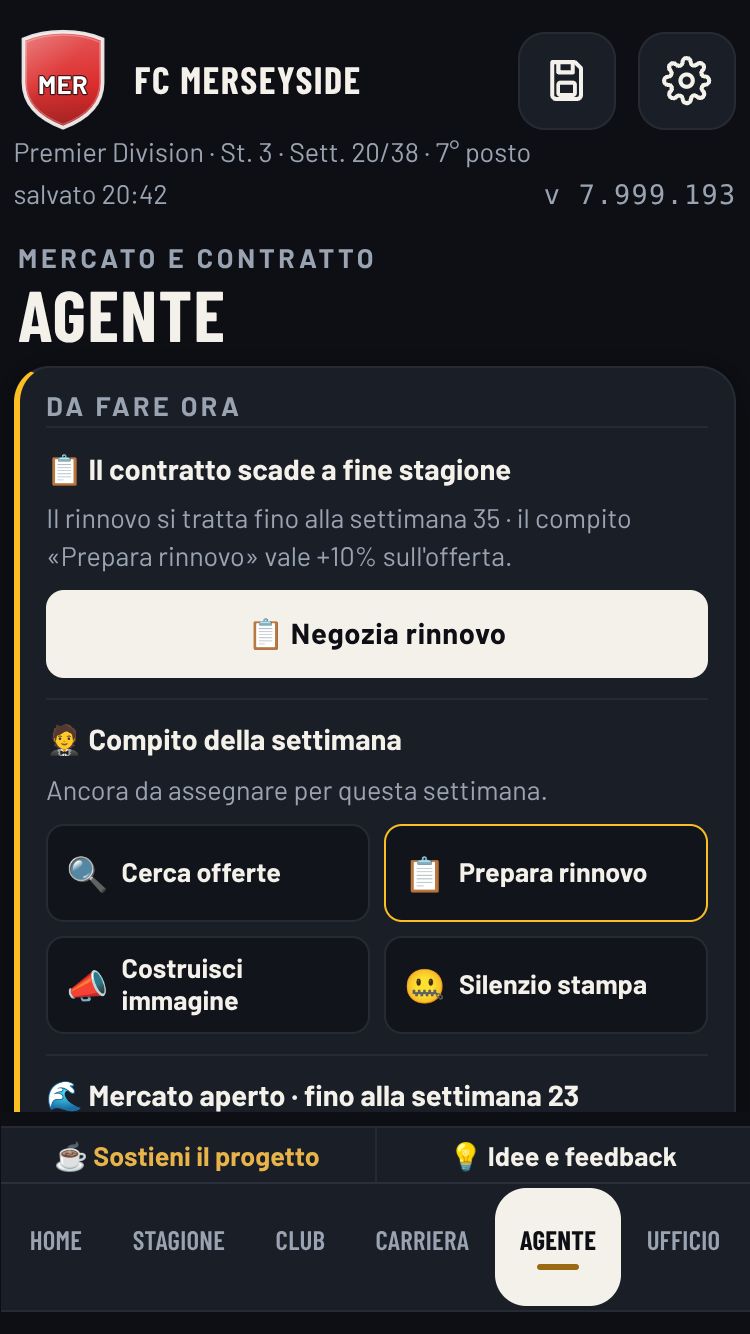 MER
FC MERSEYSIDE
Premier Division · St. 3 · Sett. 20/38 · 7° posto
salvato 20:42
v 7.999.193
MERCATO E CONTRATTO
AGENTE
DA FARE ORA
📋 Il contratto scade a fine stagione
Il rinnovo si tratta fino alla settimana 35 · il compito
«Prepara rinnovo» vale +10% sull'offerta.
📋 Negozia rinnovo
🤵 Compito della settimana
Ancora da assegnare per questa settimana.
🔍 Cerca offerte
📋 Prepara rinnovo
📣 Costruisci
immagine
🤐 Silenzio stampa
🌊 Mercato aperto · fino alla settimana 23
☕ Sostieni il progetto
💡 Idee e feedback
HOME
STAGIONE
CLUB
CARRIERA
AGENTE
UFFICIO